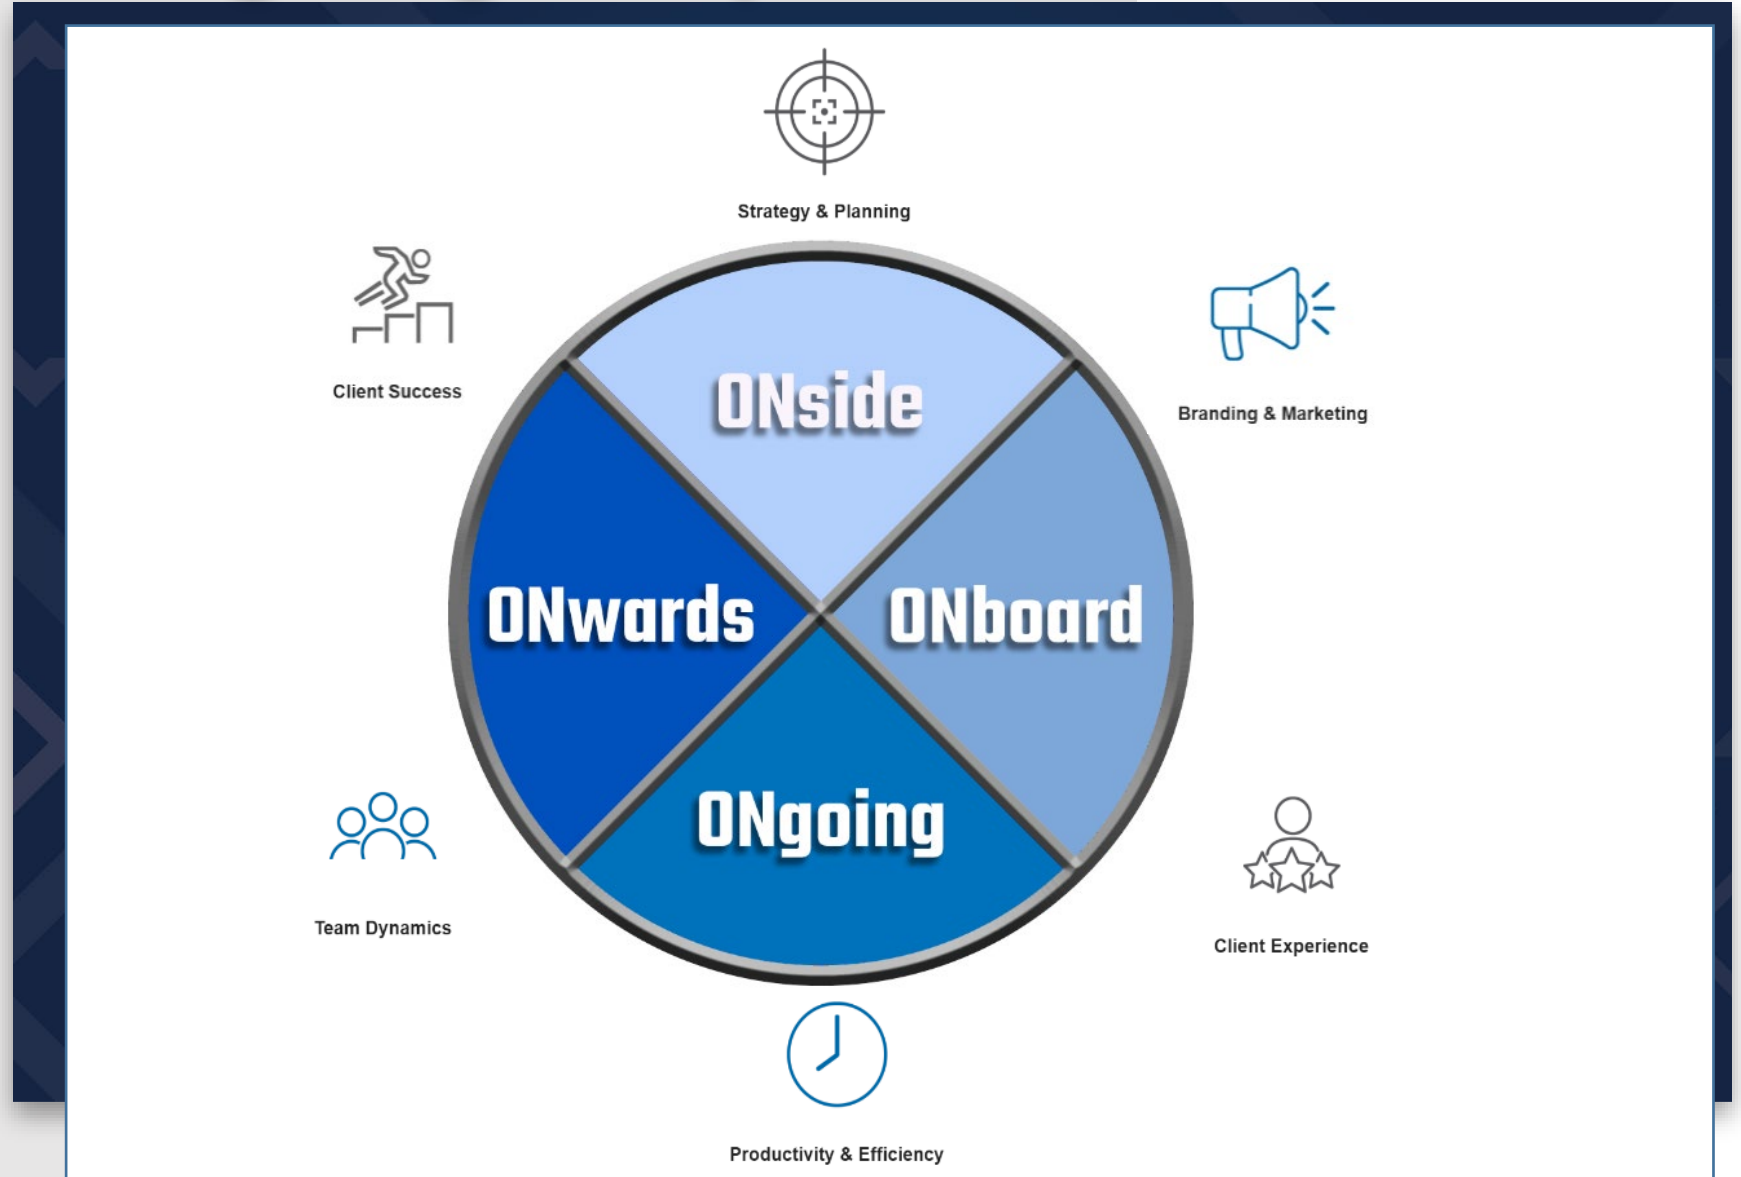 Strategy & Planning
Client Success
Branding & Marketing
ONside
ONwards
ONboard
ONgoing
Team Dynamics
Client Experience
Productivity & Efficiency